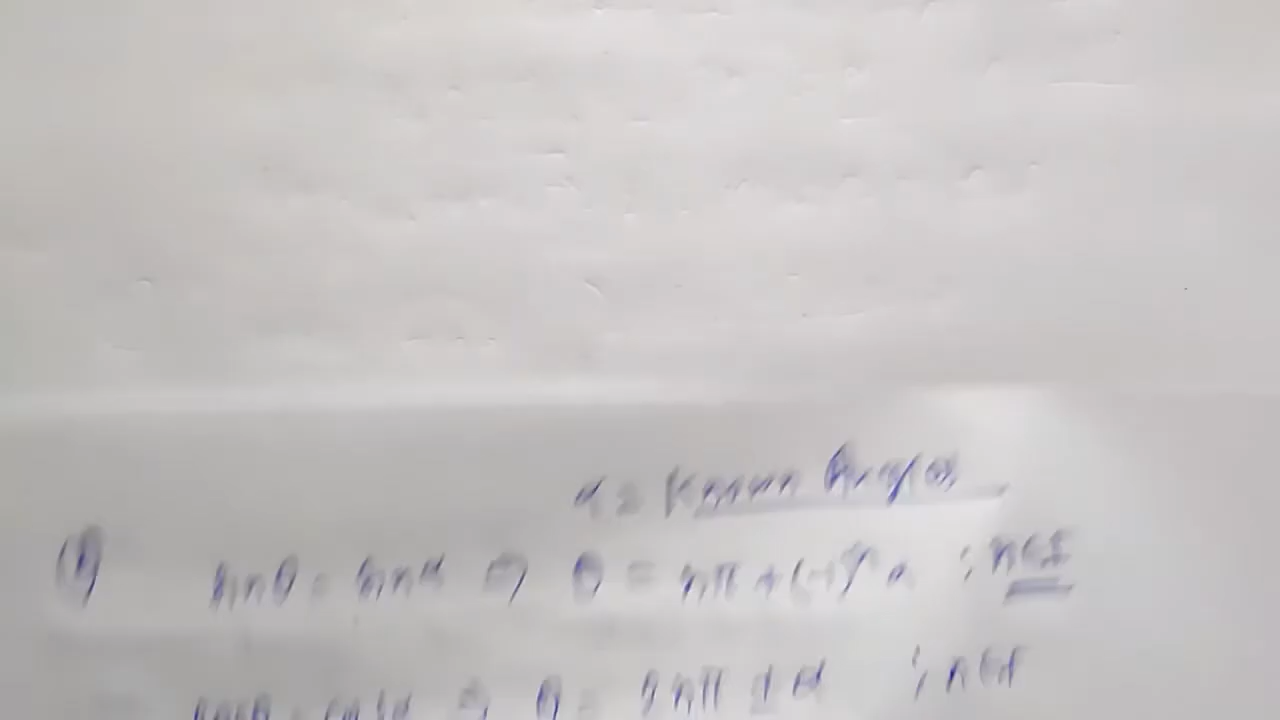 α = Known Angle
(1) sinθ = sinα ⇒ θ = nπ + (-1)ⁿ α ; n∈I
cosθ = cosα ⇒ θ = 2nπ ± α ; n∈I